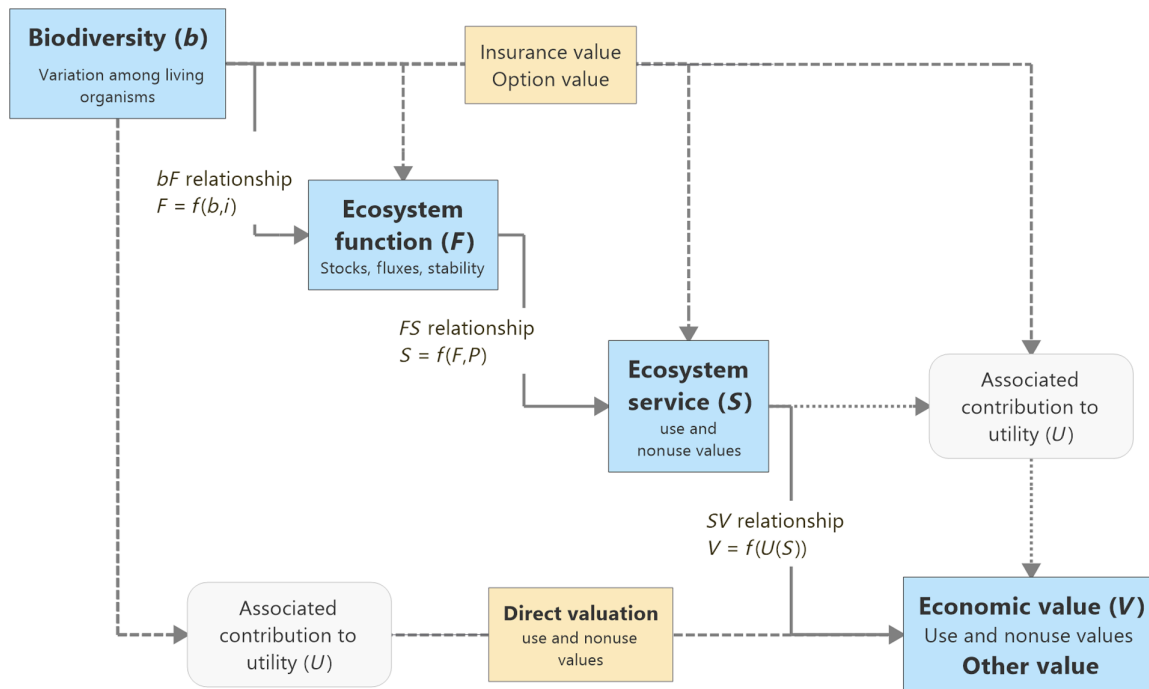 Biodiversity (b)
Variation among living
organisms
Insurance value
Option value
bF relationship
F = f(b,i)
Ecosystem
function (F)
Stocks, fluxes, stability
FS relationship
S = f(F,P)
Ecosystem
service (S)
use and
nonuse values
Associated
contribution to
utility (U)
SV relationship
V = f(U(S))
Associated
contribution to
utility (U)
Direct valuation
use and nonuse
values
Economic value (V)
Use and nonuse values
Other value